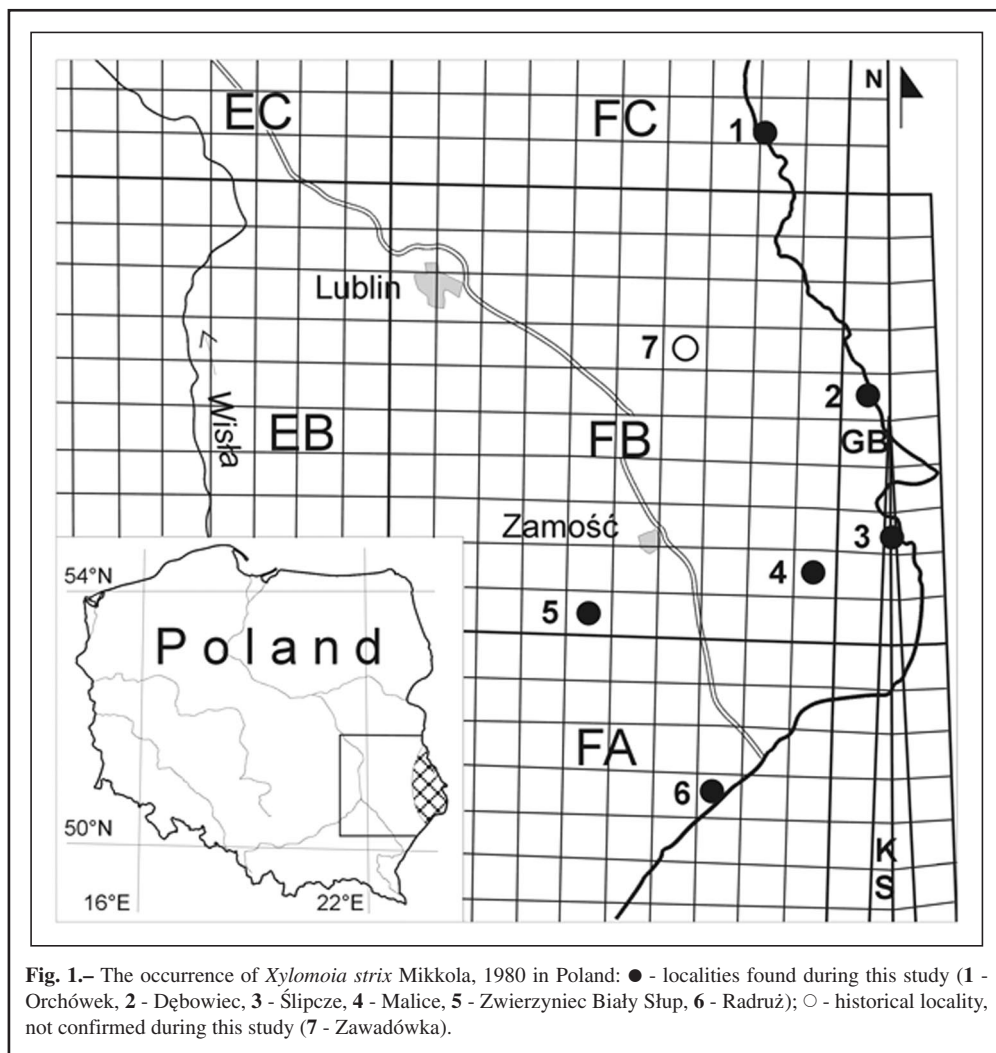 N
EC
FC
1
Lublin
7
2
Wisła
EB
FB
GB
Zamość
3
4
54°N
5
Poland
FA
6
50°N
K
S
16°E
22°E
Fig. 1.– The occurrence of Xylomoia strix Mikkola, 1980 in Poland: ● - localities found during this study (1 -
Orchówek, 2 - Dębowiec, 3 - Ślipcze, 4 - Malice, 5 - Zwierzyniec Biały Słup, 6 - Radruż); ○ - historical locality,
not confirmed during this study (7 - Zawadówka).